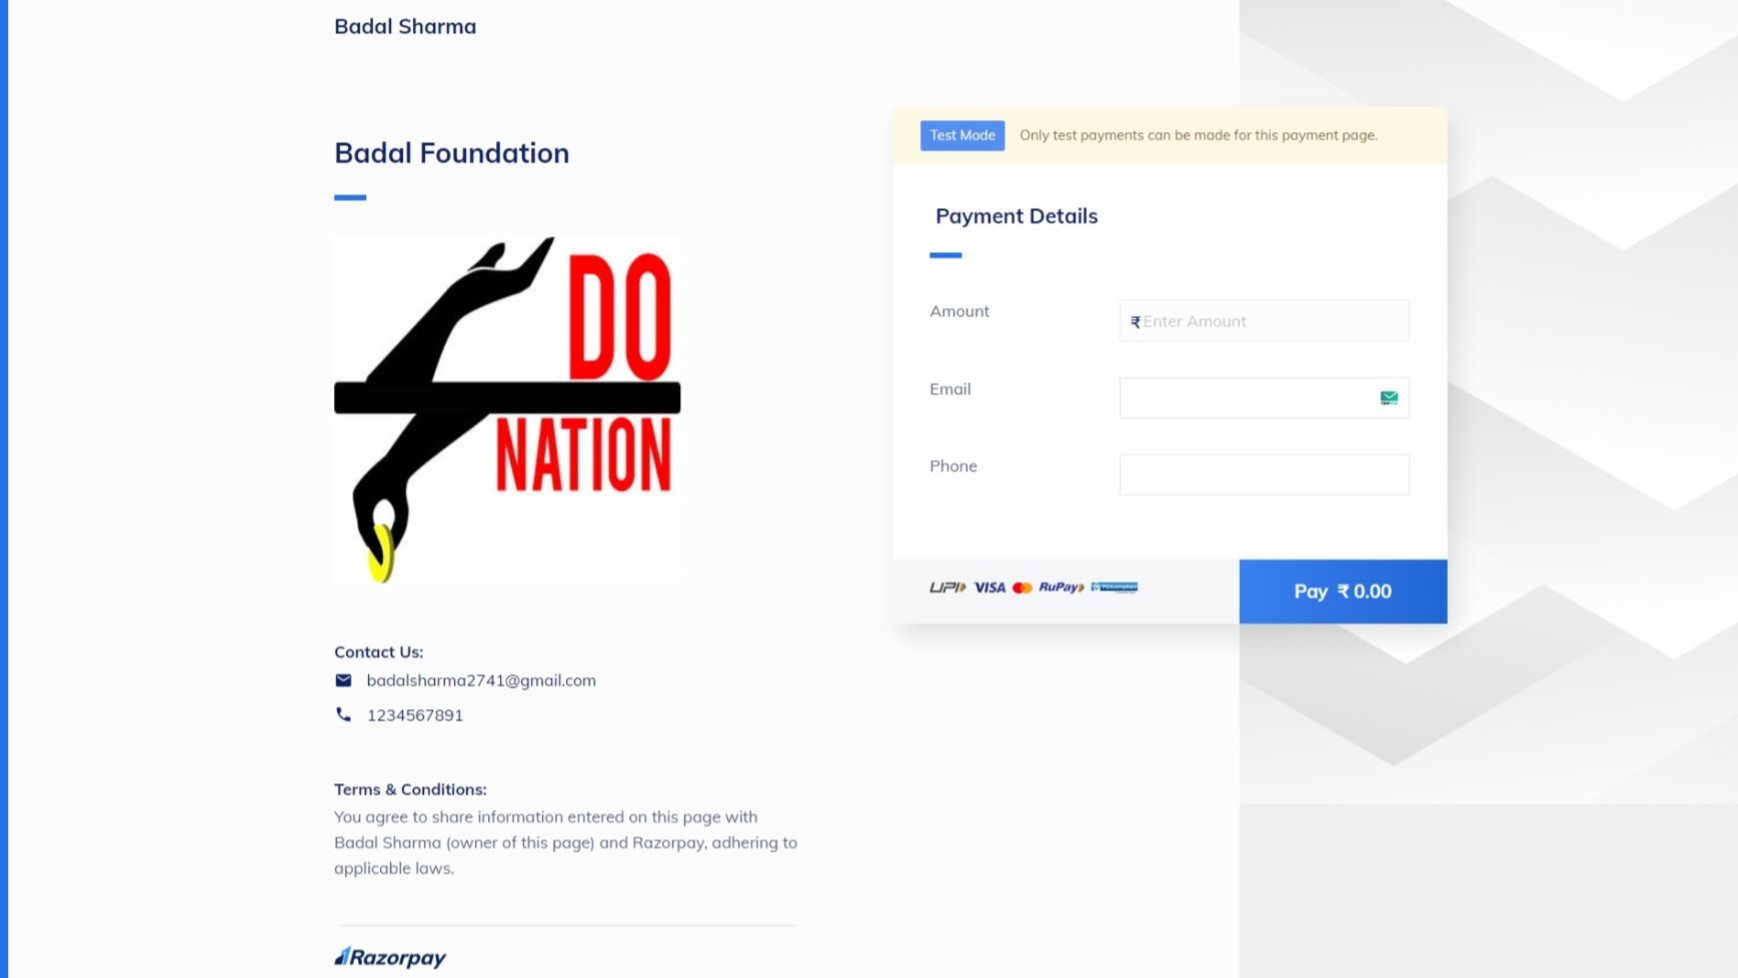 Badal Sharma
Badal Foundation
DO
NATION
Contact Us:
badalsharma2741@gmail.com
1234567891
Terms & Conditions:
You agree to share information entered on this page with
Badal Sharma (owner of this page) and Razorpay, adhering to
applicable laws.
Razorpay
Test Mode Only test payments can be made for this payment page.
Payment Details
Amount ₹ Enter Amount
Email
Phone
UPI VISA RuPay
Pay ₹ 0.00